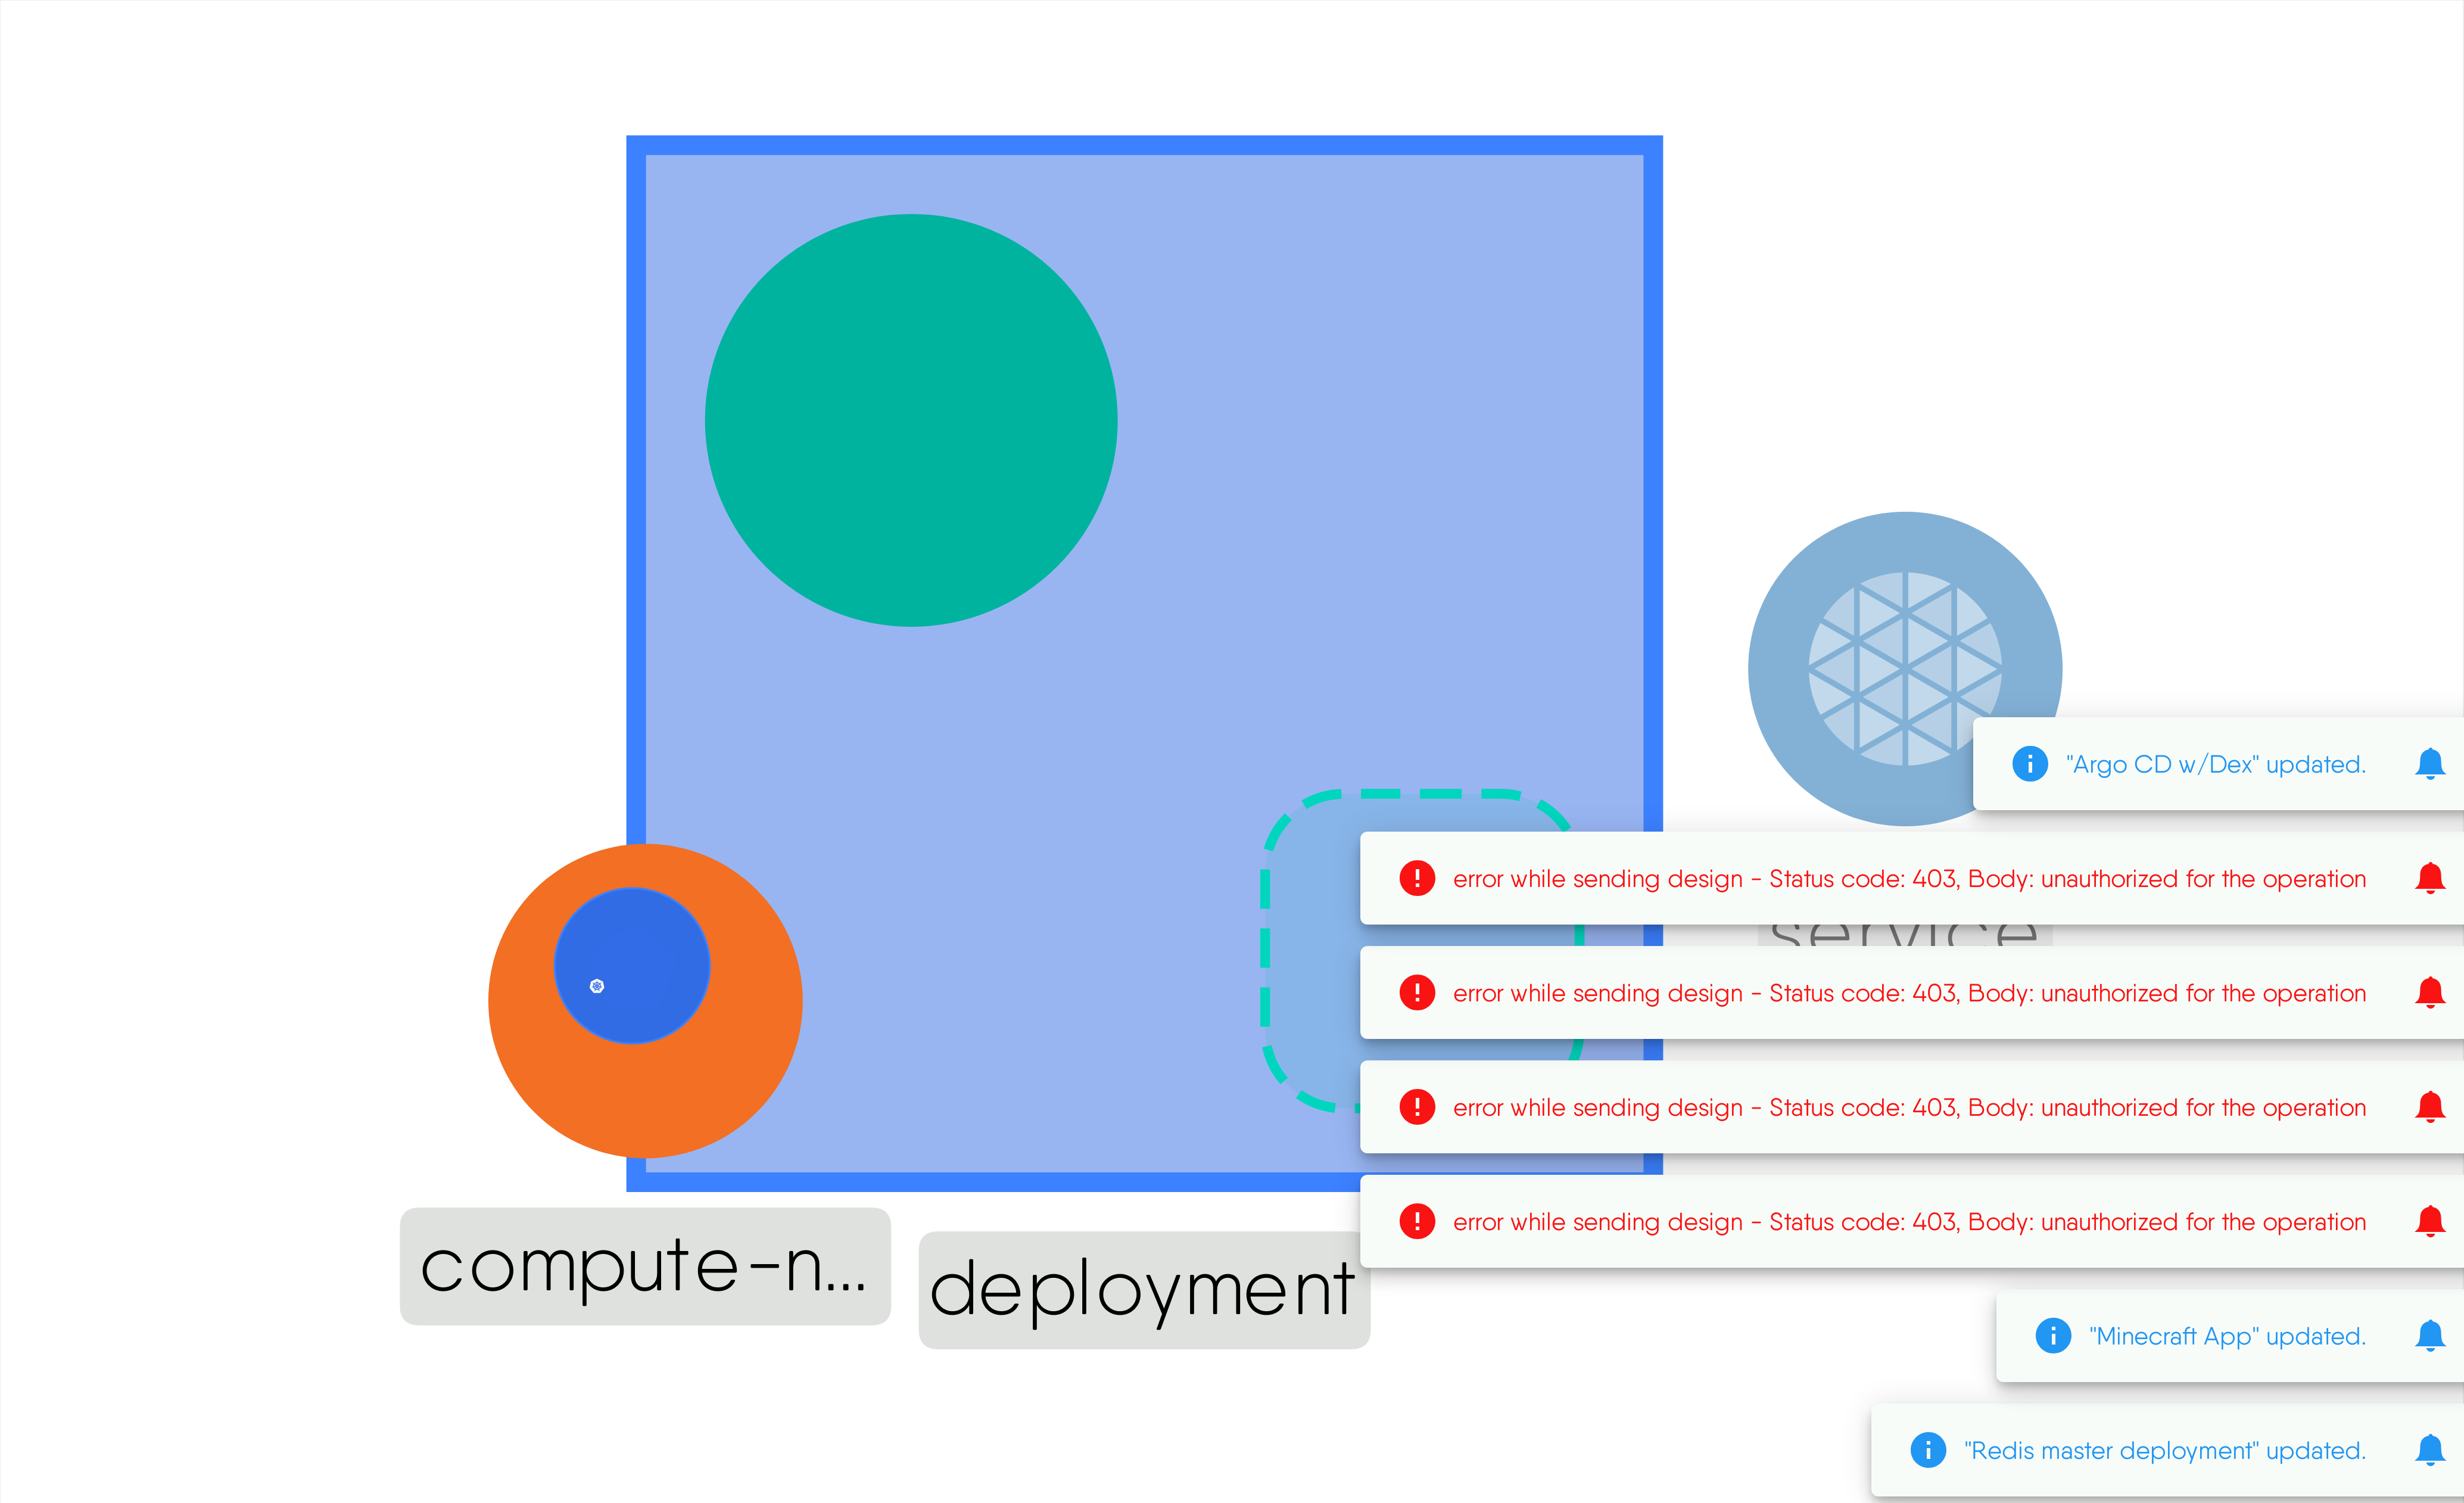 "Argo CD w/Dex" updated.
error while sending design - Status code: 403, Body: unauthorized for the operation
service
error while sending design - Status code: 403, Body: unauthorized for the operation
error while sending design - Status code: 403, Body: unauthorized for the operation
error while sending design - Status code: 403, Body: unauthorized for the operation
compute-n...
deployment
"Minecraft App" updated.
"Redis master deployment" updated.